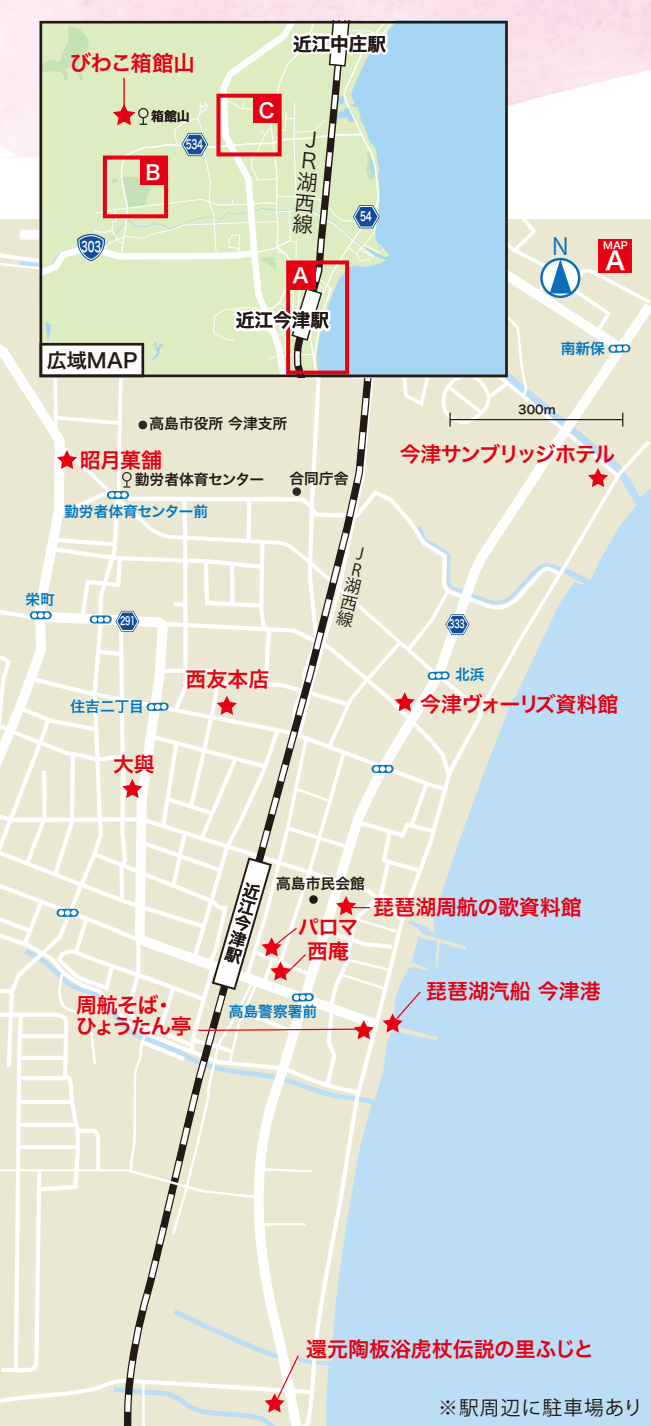 近江中庄駅
びわこ箱館山
箱館山
C
534
B
JR湖西線
54
303
A
近江今津駅
広域MAP
N
MAP
A
南新保
300m
高島市役所 今津支所
昭月菓舗
勤労者体育センター
合同庁舎
今津サンブリッジホテル
勤労者体育センター前
JR湖西線
栄町
291
333
西友本店
北浜
住吉二丁目
今津ヴォーリズ資料館
大與
近江今津駅
高島市民会館
琵琶湖周航の歌資料館
パロマ
西庵
琵琶湖汽船 今津港
周航そば・
ひょうたん亭
高島警察署前
還元陶板浴虎杖伝説の里ふじと
※駅周辺に駐車場あり